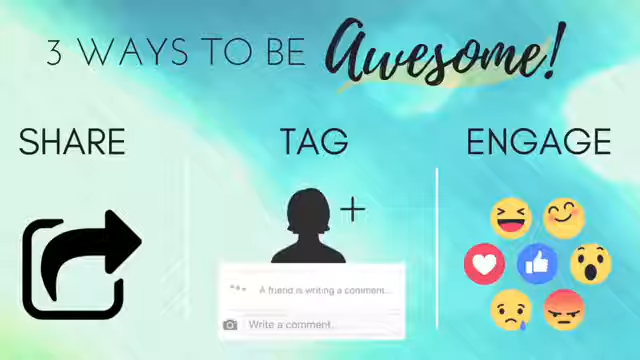 3 WAYS TO BE Awesome!
SHARE TAG ENGAGE
A friend is writing a comment...
Write a comment...